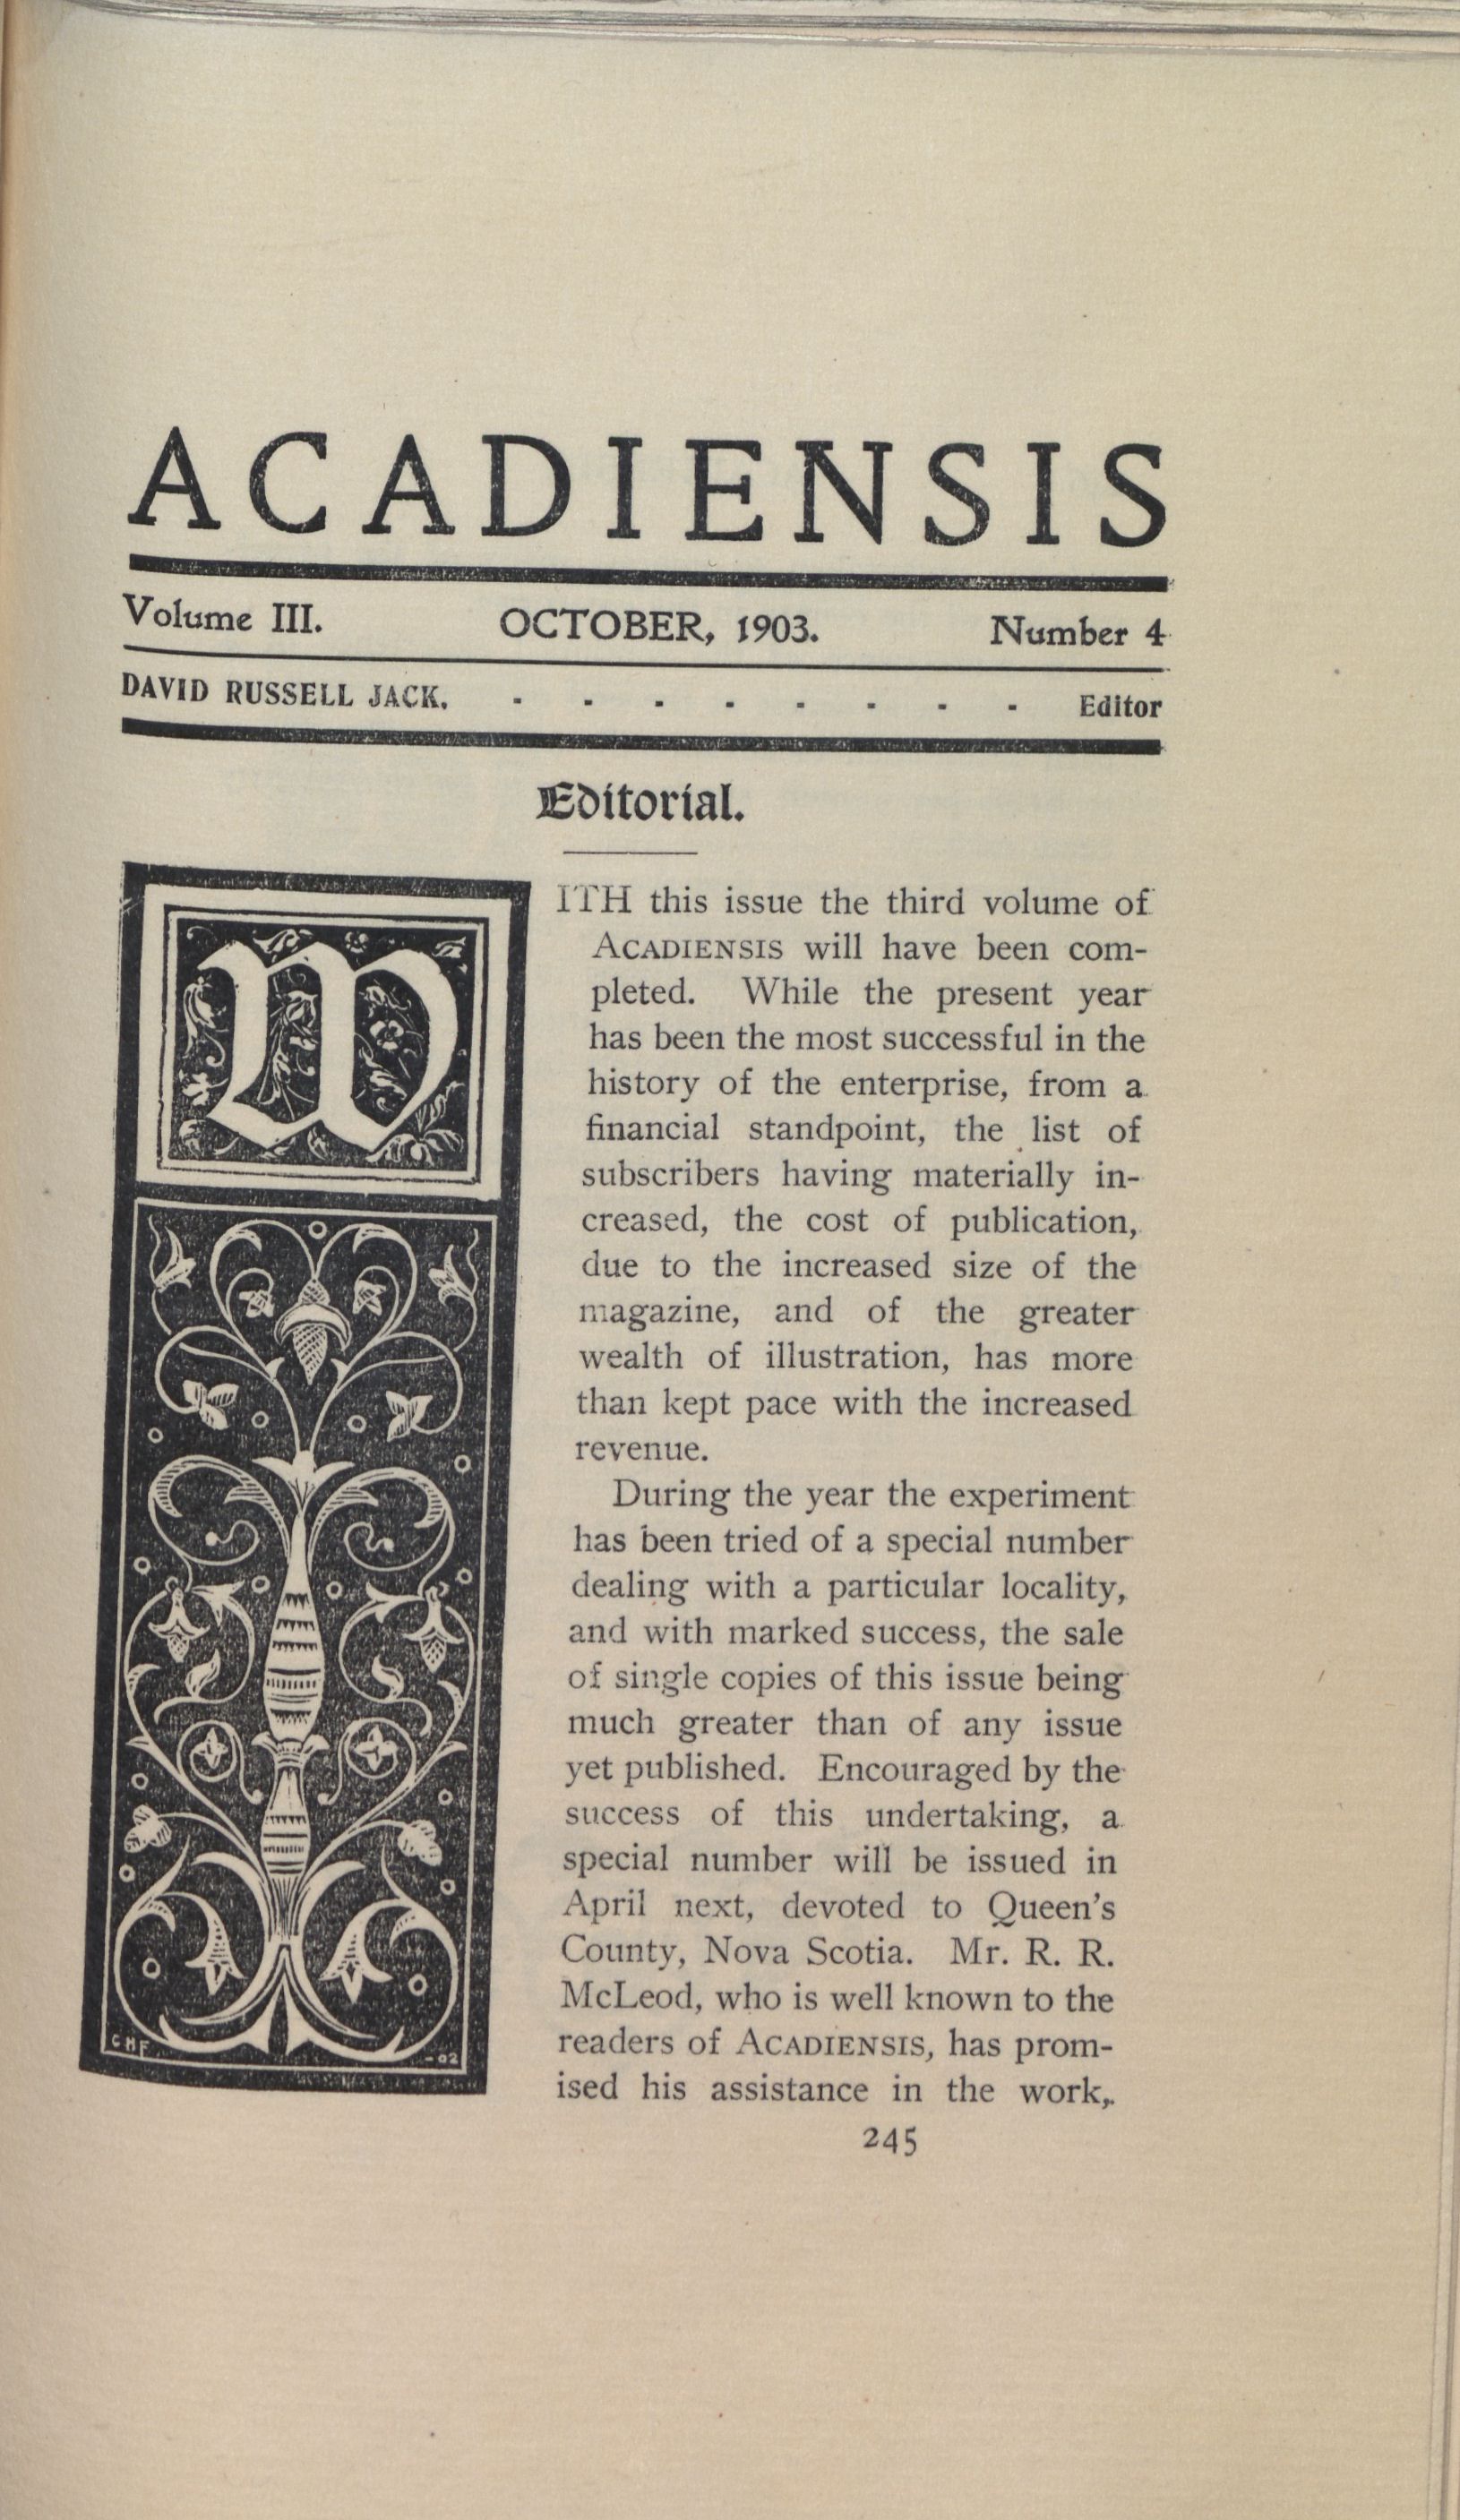 ACADIENSIS
Volume III. OCTOBER, 1903. Number 4
DAVID RUSSELL JACK. - - - - - - - - Editor
Editorial.
WITH this issue the third volume of
ACADIENSIS will have been com-
pleted. While the present year
has been the most successful in the
history of the enterprise, from a
financial standpoint, the list of
subscribers having materially in-
creased, the cost of publication,
due to the increased size of the
magazine, and of the greater
wealth of illustration, has more
than kept pace with the increased
revenue.
During the year the experiment
has been tried of a special number
dealing with a particular locality,
and with marked success, the sale
of single copies of this issue being
much greater than of any issue
yet published. Encouraged by the
success of this undertaking, a
special number will be issued in
April next, devoted to Queen's
County, Nova Scotia. Mr. R. R.
McLeod, who is well known to the
readers of ACADIENSIS, has prom-
ised his assistance in the work,
CHF -02
245